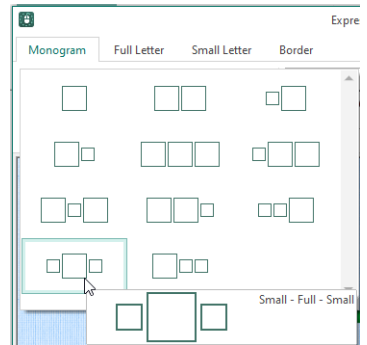 Expre
Monogram Full Letter Small Letter Border
Small - Full - Small